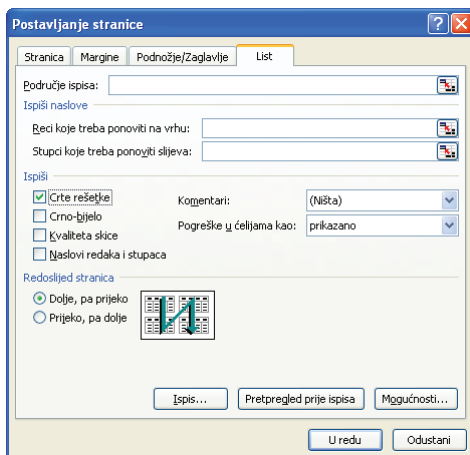 Postavljanje stranice
Stranica Margine Podnožje/Zaglavlje List
Područje ispisa:
Ispiši naslove
Reci koje treba ponoviti na vrhu:
Stupci koje treba ponoviti slijeva:
Ispiši
Crte rešetke Komentari: (Ništa)
Crno-bijelo Pogreške u ćelijama kao: prikazano
Kvaliteta skice
Naslovi redaka i stupaca
Redoslijed stranica
Dolje, pa prijeko
Prijeko, pa dolje
Ispis... Pretpregled prije ispisa Mogućnosti...
U redu Odustani